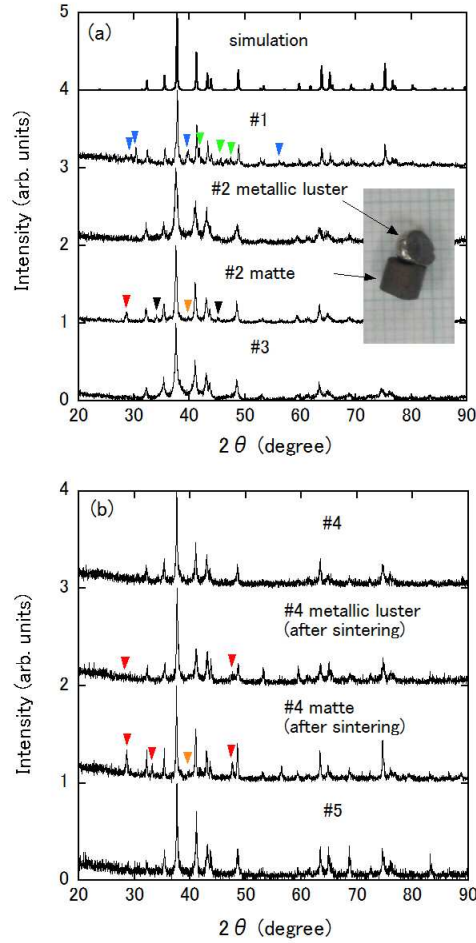 (a)
simulation
#1
#2 metallic luster
#2 matte
#3
Intensity (arb. units)
5
4
3
2
1
0
20 30 40 50 60 70 80 90
2θ (degree)
(b)
#4
#4 metallic luster
(after sintering)
#4 matte
(after sintering)
#5
Intensity (arb. units)
4
3
2
1
0
20 30 40 50 60 70 80 90
2θ (degree)